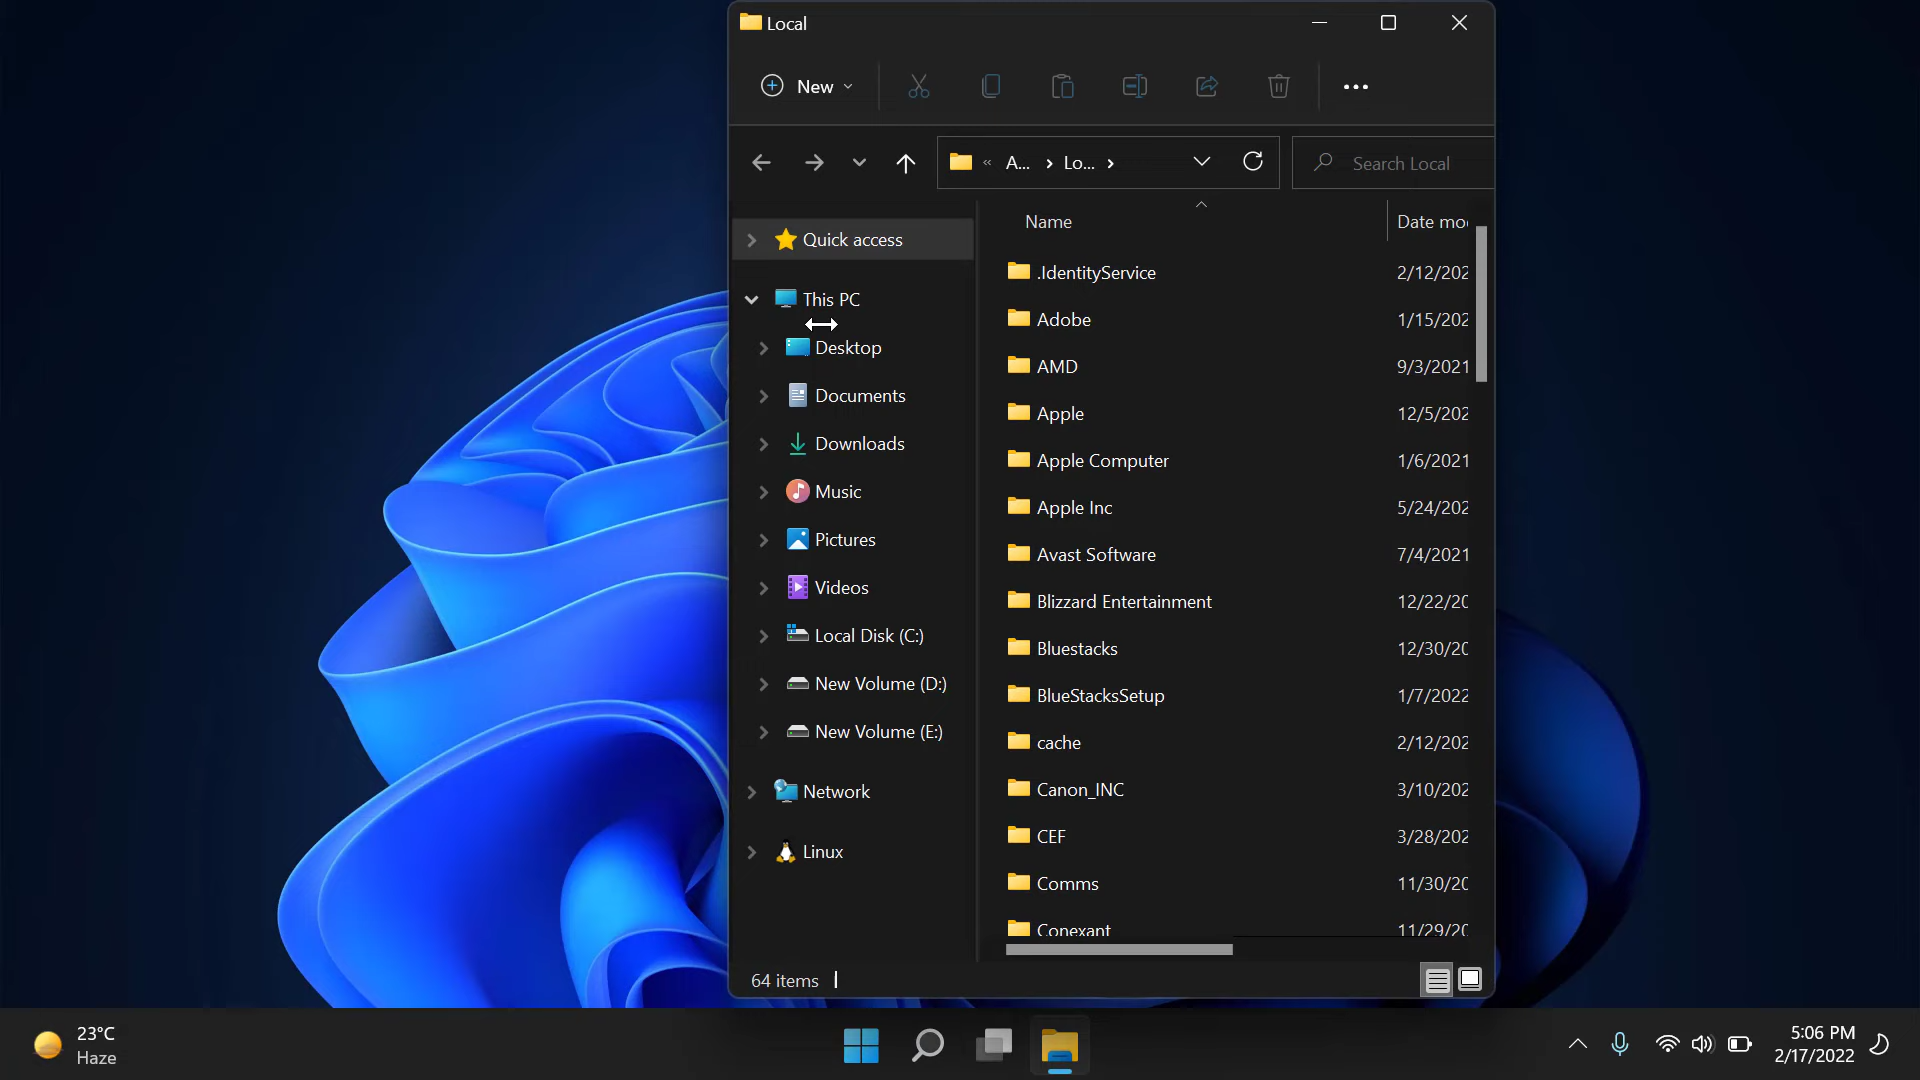 Local
New
A... Lo...
Search Local
Name
Date mo
Quick access
This PC
Desktop
Documents
Downloads
Music
Pictures
Videos
Local Disk (C:)
New Volume (D:)
New Volume (E:)
Network
Linux
.IdentityService 2/12/202
Adobe 1/15/202
AMD 9/3/2021
Apple 12/5/202
Apple Computer 1/6/2021
Apple Inc 5/24/202
Avast Software 7/4/2021
Blizzard Entertainment 12/22/20
Bluestacks 12/30/20
BlueStacksSetup 1/7/2022
cache 2/12/202
Canon_INC 3/10/202
CEF 3/28/202
Comms 11/30/20
Conexant 11/29/20
64 items
23°C
Haze
5:06 PM
2/17/2022